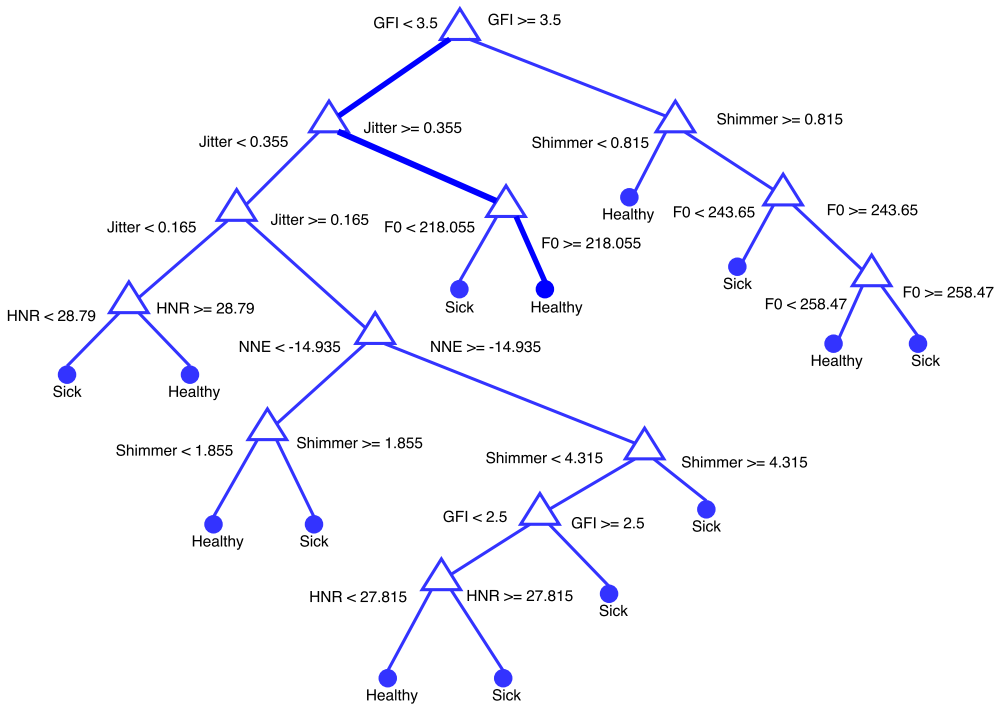 GFI < 3.5
GFI >= 3.5
Jitter < 0.355
Jitter >= 0.355
Shimmer < 0.815
Shimmer >= 0.815
Jitter < 0.165
Jitter >= 0.165
F0 < 218.055
F0 >= 218.055
Healthy
F0 < 243.65
F0 >= 243.65
HNR < 28.79
HNR >= 28.79
Sick
Healthy
Sick
F0 < 258.47
F0 >= 258.47
Sick
Healthy
NNE < -14.935
NNE >= -14.935
Healthy
Sick
Shimmer < 1.855
Shimmer >= 1.855
Shimmer < 4.315
Shimmer >= 4.315
Healthy
Sick
GFI < 2.5
GFI >= 2.5
Sick
HNR < 27.815
HNR >= 27.815
Sick
Healthy
Sick